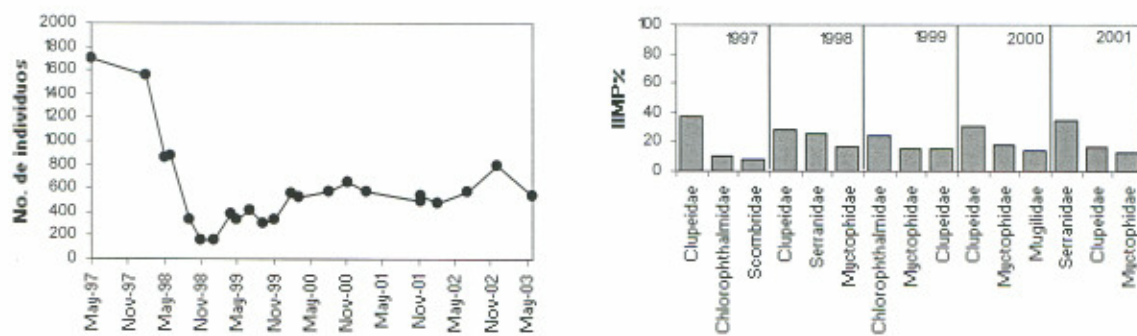 No. de individuos
2000
1800
1600
1400
1200
1000
800
600
400
200
0
May-97
Nov-97
May-98
Nov-98
May-99
Nov-99
May-00
Nov-00
May-01
Nov-01
May-02
Nov-02
May-03
IIMP%
100
80
60
40
20
0
1997
1998
1999
2000
2001
Clupeidae
Chlorophthalmidae
Scombridae
Clupeidae
Serranidae
Myctophidae
Chlorophthalmidae
Myctophidae
Clupeidae
Clupeidae
Myctophidae
Mugilidae
Serranidae
Clupeidae
Myctophidae